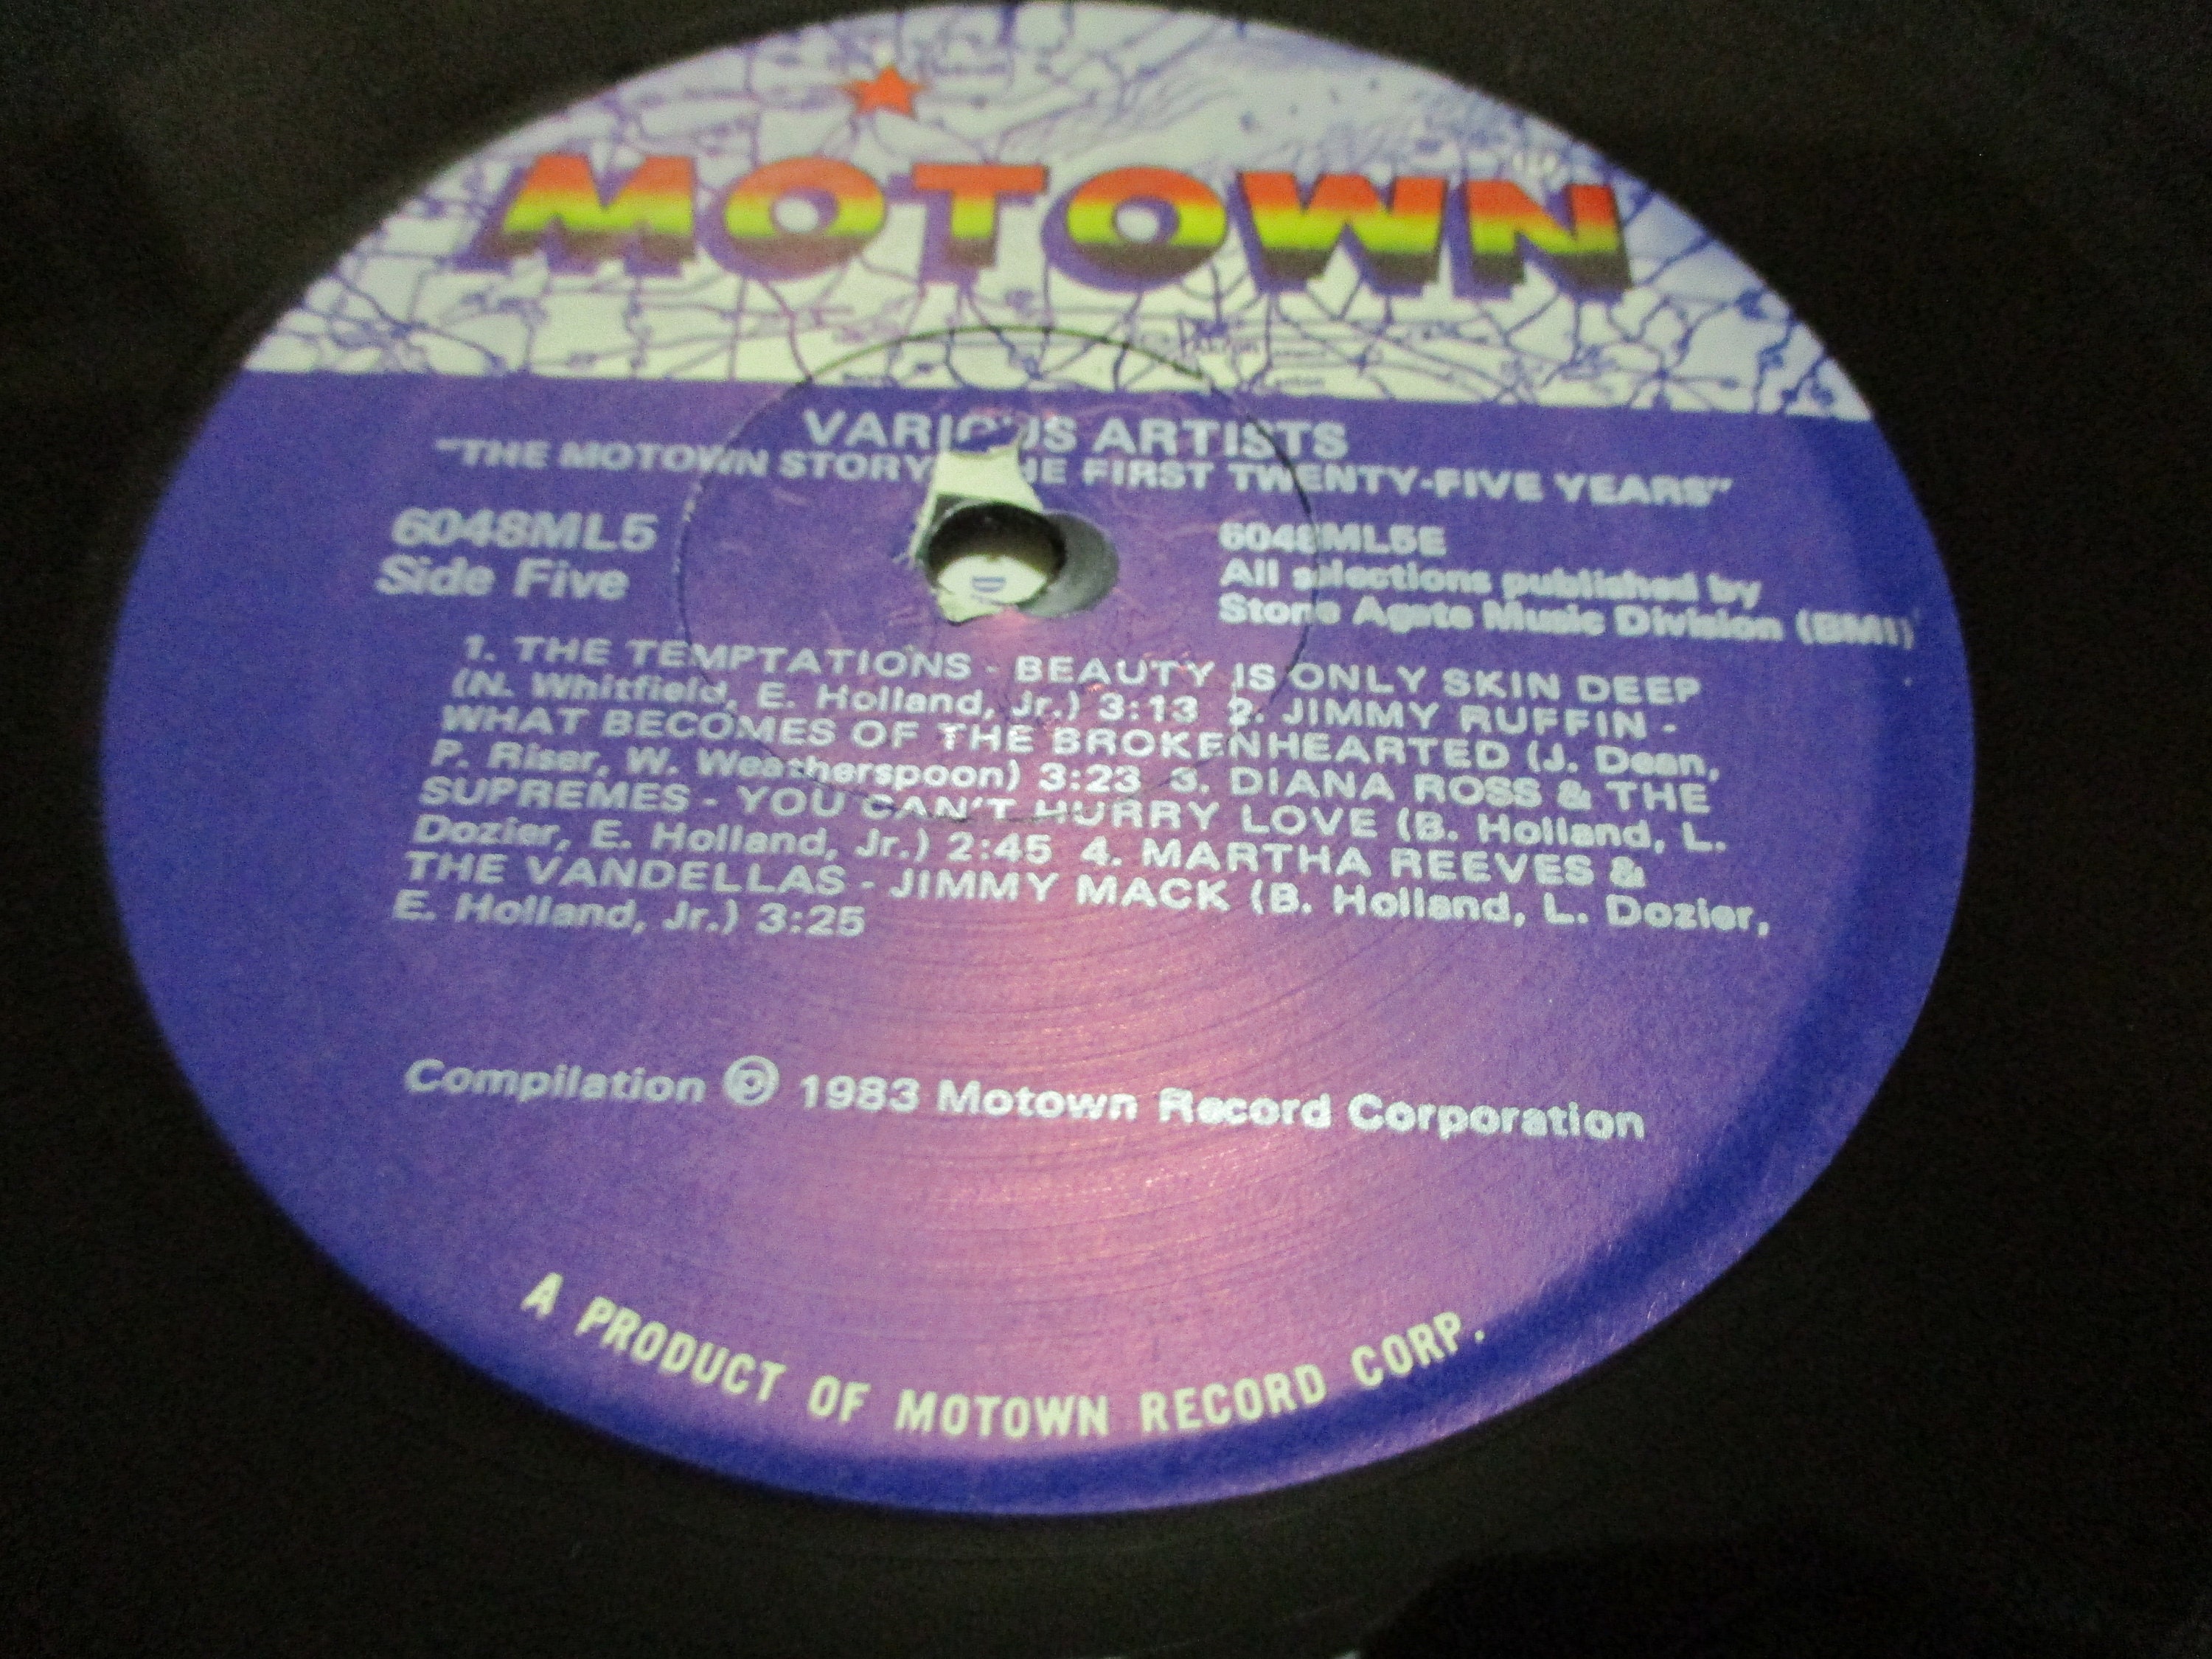 MOTOWN
VARIOUS ARTISTS
"THE MOTOWN STORY THE FIRST TWENTY-FIVE YEARS"
6048ML5
Side Five
6048ML5E
All selections published by
Stone Agate Music Division (BMI)
1. THE TEMPTATIONS - BEAUTY IS ONLY SKIN DEEP
(N. Whitfield, E. Holland, Jr.) 3:13 2. JIMMY RUFFIN -
WHAT BECOMES OF THE BROKENHEARTED (J. Dean,
P. Riser, W. Weatherspoon) 3:23 3. DIANA ROSS & THE
SUPREMES - YOU CAN'T HURRY LOVE (B. Holland, L.
Dozier, E. Holland, Jr.) 2:45 4. MARTHA REEVES &
THE VANDELLAS - JIMMY MACK (B. Holland, L. Dozier,
E. Holland, Jr.) 3:25
Compilation ℗ 1983 Motown Record Corporation
A PRODUCT OF MOTOWN RECORD CORP.